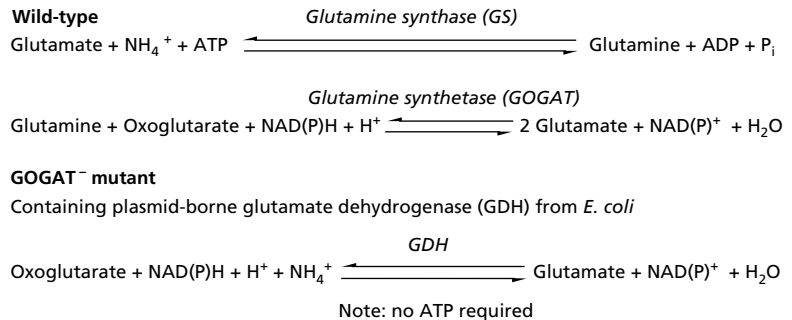 Wild-type
Glutamine synthase (GS)
Glutamate + NH₄⁺ + ATP Glutamine + ADP + Pᵢ
Glutamine synthetase (GOGAT)
Glutamine + Oxoglutarate + NAD(P)H + H⁺ 2 Glutamate + NAD(P)⁺ + H₂O
GOGAT⁻ mutant
Containing plasmid-borne glutamate dehydrogenase (GDH) from E. coli
GDH
Oxoglutarate + NAD(P)H + H⁺ + NH₄⁺ Glutamate + NAD(P)⁺ + H₂O
Note: no ATP required